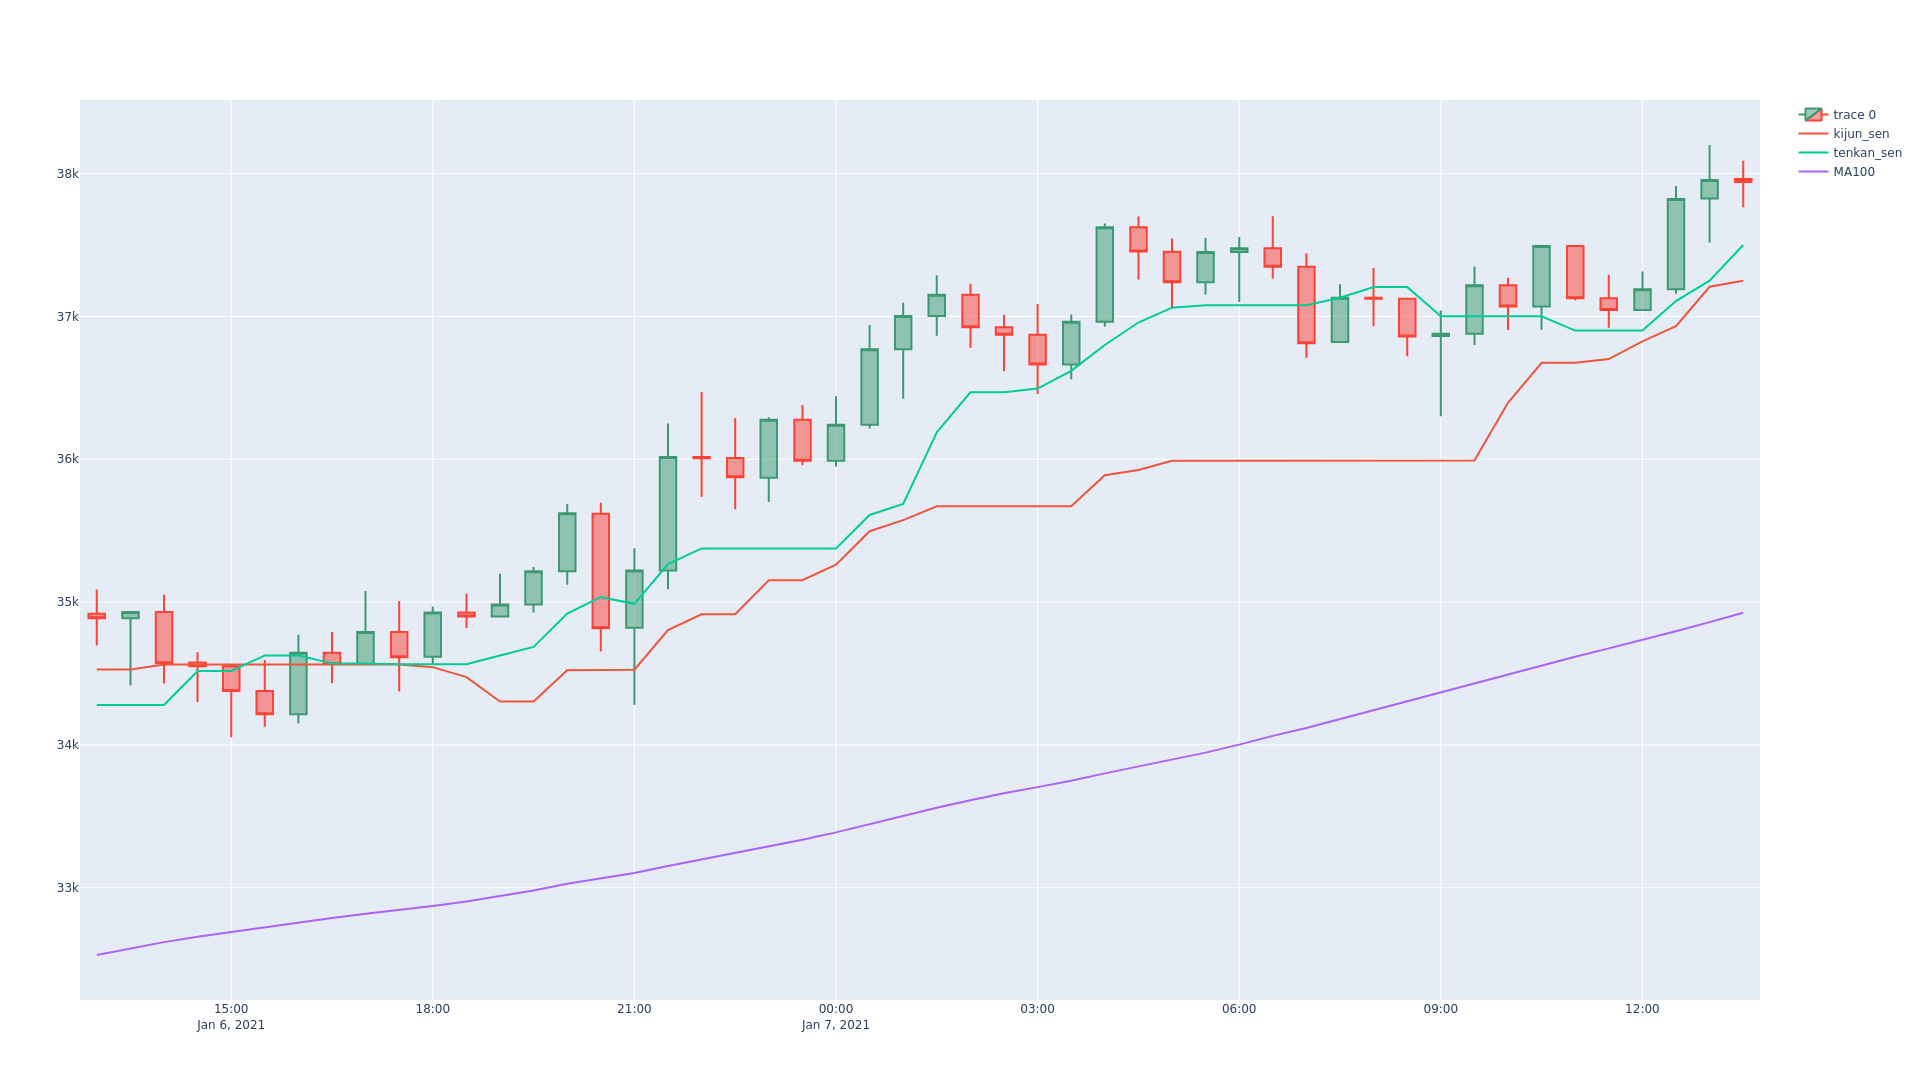 trace 0
kijun_sen
tenkan_sen
MA100
38k
37k
36k
35k
34k
33k
15:00 18:00 21:00 00:00 03:00 06:00 09:00 12:00
Jan 6, 2021 Jan 7, 2021